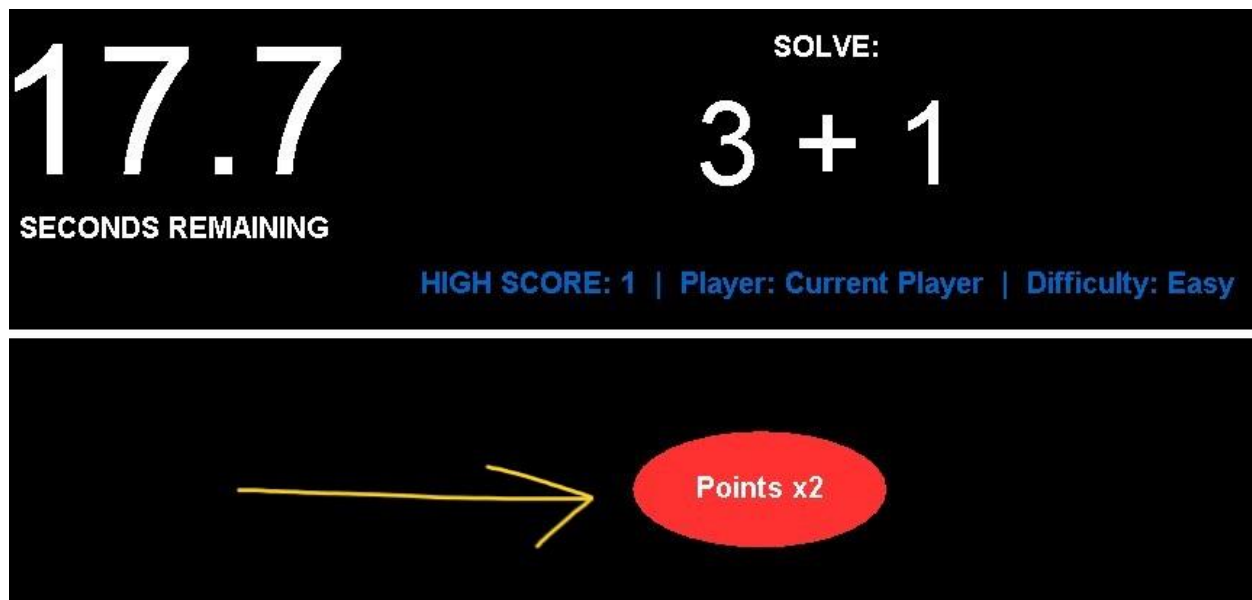 17.7
SECONDS REMAINING
SOLVE:
3 + 1
HIGH SCORE: 1 | Player: Current Player | Difficulty: Easy
Points x2